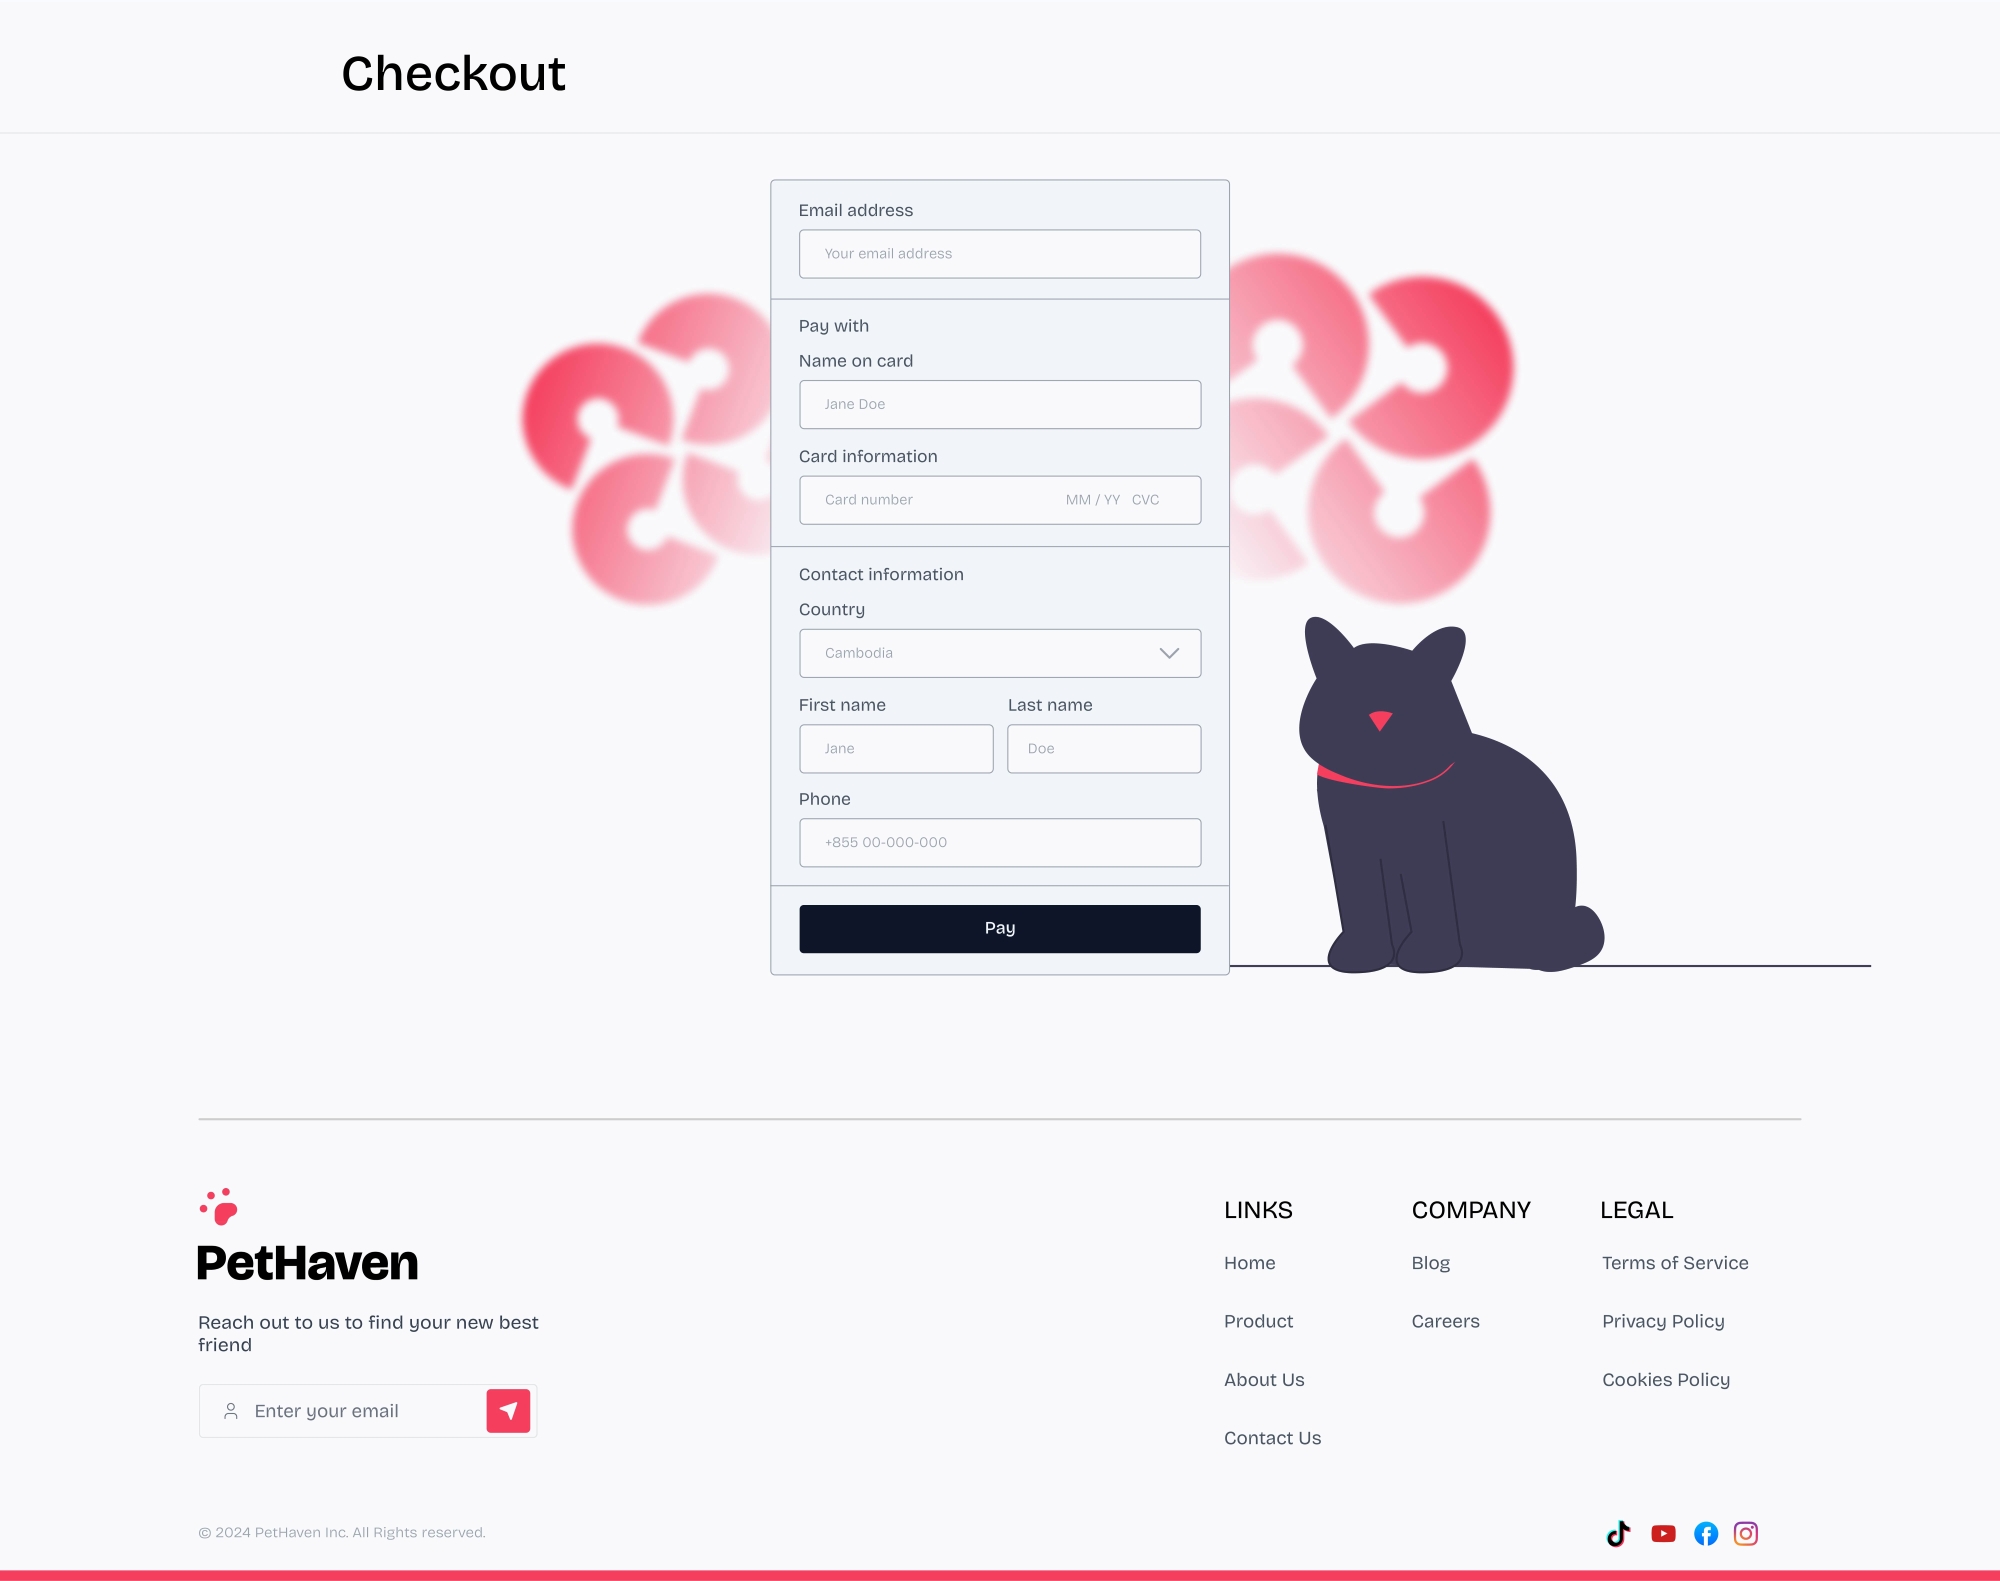 Checkout
Email address
Your email address
Pay with
Name on card
Jane Doe
Card information
Card number MM / YY CVC
Contact information
Country
Cambodia
First name Last name
Jane Doe
Phone
+855 00-000-000
Pay
PetHaven
Reach out to us to find your new best
friend
Enter your email
LINKS
Home
Product
About Us
Contact Us
COMPANY
Blog
Careers
LEGAL
Terms of Service
Privacy Policy
Cookies Policy
© 2024 PetHaven Inc. All Rights reserved.